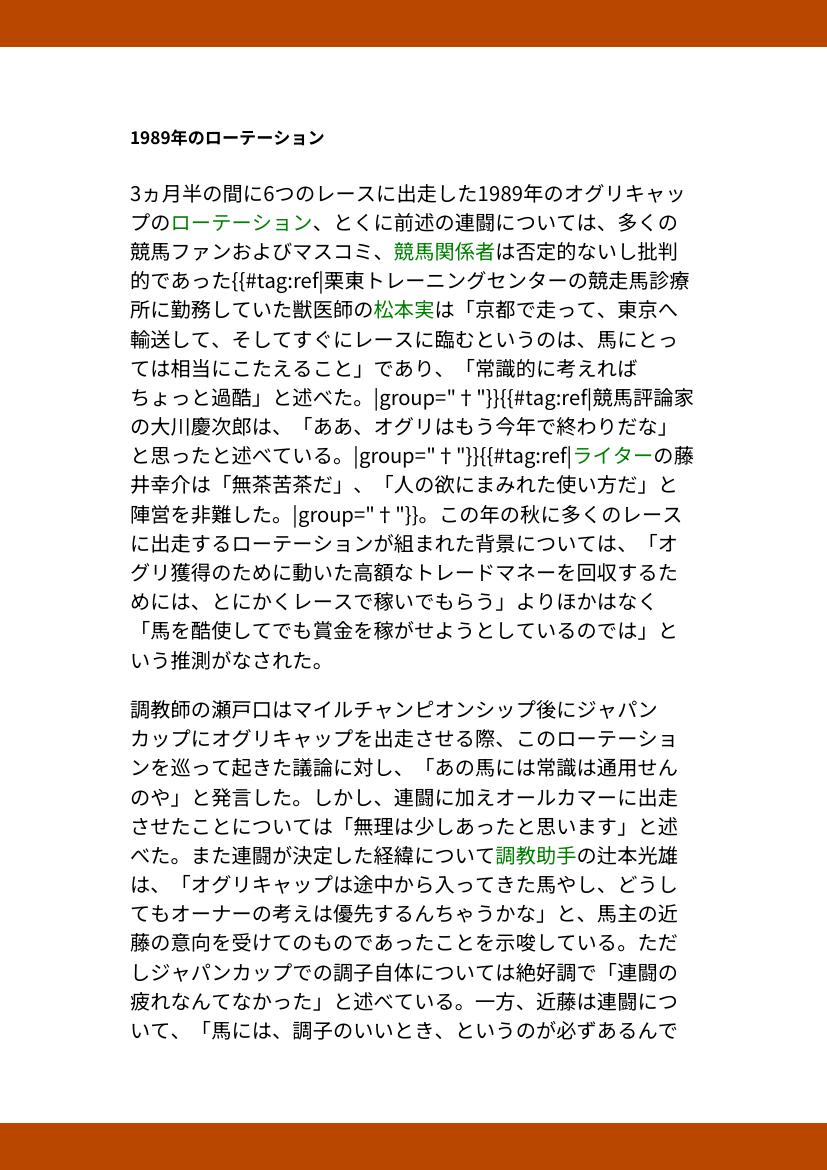 1989年のローテーション
3ヵ月半の間に6つのレースに出走した1989年のオグリキャッ
プのローテーション、とくに前述の連闘については、多くの
競馬ファンおよびマスコミ、競馬関係者は否定的ないし批判
的であった{{#tag:ref|栗東トレーニングセンターの競走馬診療
所に勤務していた獣医師の松本実は「京都で走って、東京へ
輸送して、そしてすぐにレースに臨むというのは、馬にとっ
ては相当にこたえること」であり、「常識的に考えれば
ちょっと過酷」と述べた。|group="†"}}{{#tag:ref|競馬評論家
の大川慶次郎は、「ああ、オグリはもう今年で終わりだな」
と思ったと述べている。|group="†"}}{{#tag:ref|ライターの藤
井幸介は「無茶苦茶だ」、「人の欲にまみれた使い方だ」と
陣営を非難した。|group="†"}}。この年の秋に多くのレース
に出走するローテーションが組まれた背景については、「オ
グリ獲得のために動いた高額なトレードマネーを回収するた
めには、とにかくレースで稼いでもらう」よりほかはなく
「馬を酷使してでも賞金を稼がせようとしているのでは」と
いう推測がなされた。
調教師の瀬戸口はマイルチャンピオンシップ後にジャパン
カップにオグリキャップを出走させる際、このローテーショ
ンを巡って起きた議論に対し、「あの馬には常識は通用せん
のや」と発言した。しかし、連闘に加えオールカマーに出走
させたことについては「無理は少しあったと思います」と述
べた。また連闘が決定した経緯について調教助手の辻本光雄
は、「オグリキャップは途中から入ってきた馬やし、どうし
てもオーナーの考えは優先するんちゃうかな」と、馬主の近
藤の意向を受けてのものであったことを示唆している。ただ
しジャパンカップでの調子自体については絶好調で「連闘の
疲れなんてなかった」と述べている。一方、近藤は連闘につ
いて、「馬には、調子のいいとき、というのが必ずあるんで